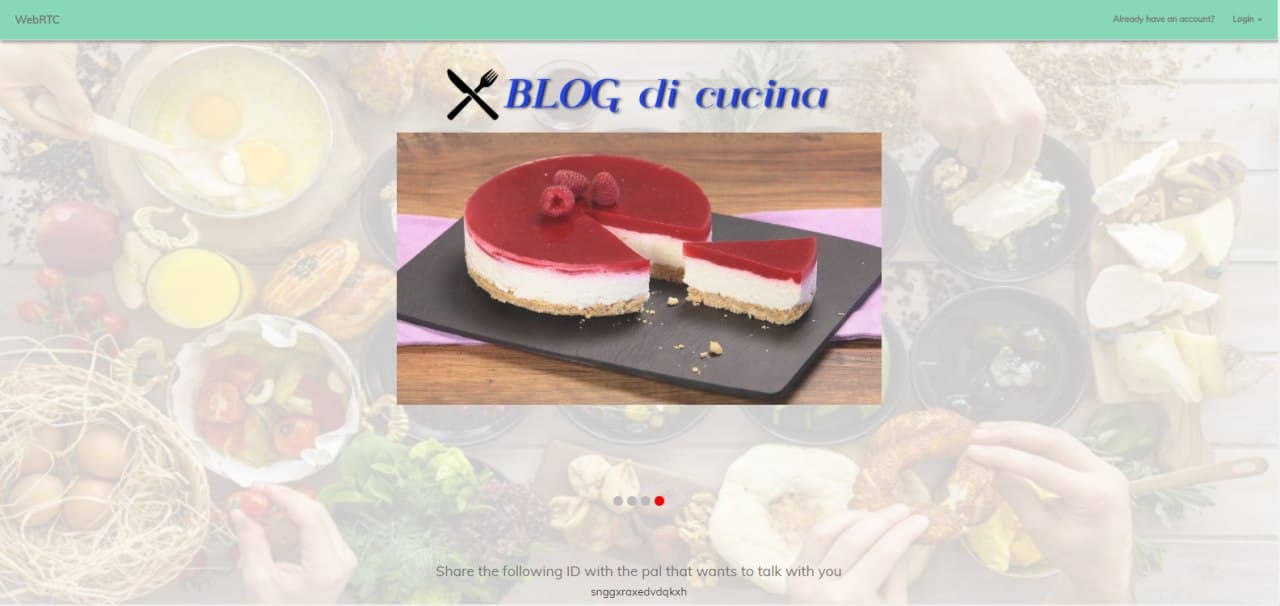 WebRTC Already have an account? Login
BLOG di cucina
Share the following ID with the pal that wants to talk with you
snggxraxedvdqkxh